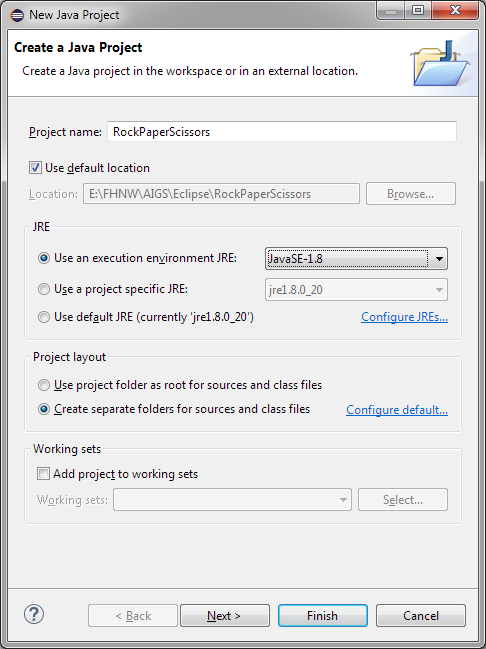 New Java Project
Create a Java Project
Create a Java project in the workspace or in an external location.
Project name: RockPaperScissors
Use default location
Location: E:\FHNW\AIGS\Eclipse\RockPaperScissors Browse...
JRE
Use an execution environment JRE: JavaSE-1.8
Use a project specific JRE: jre1.8.0_20
Use default JRE (currently 'jre1.8.0_20') Configure JREs...
Project layout
Use project folder as root for sources and class files
Create separate folders for sources and class files Configure default...
Working sets
Add project to working sets
Working sets: Select...
? < Back Next > Finish Cancel